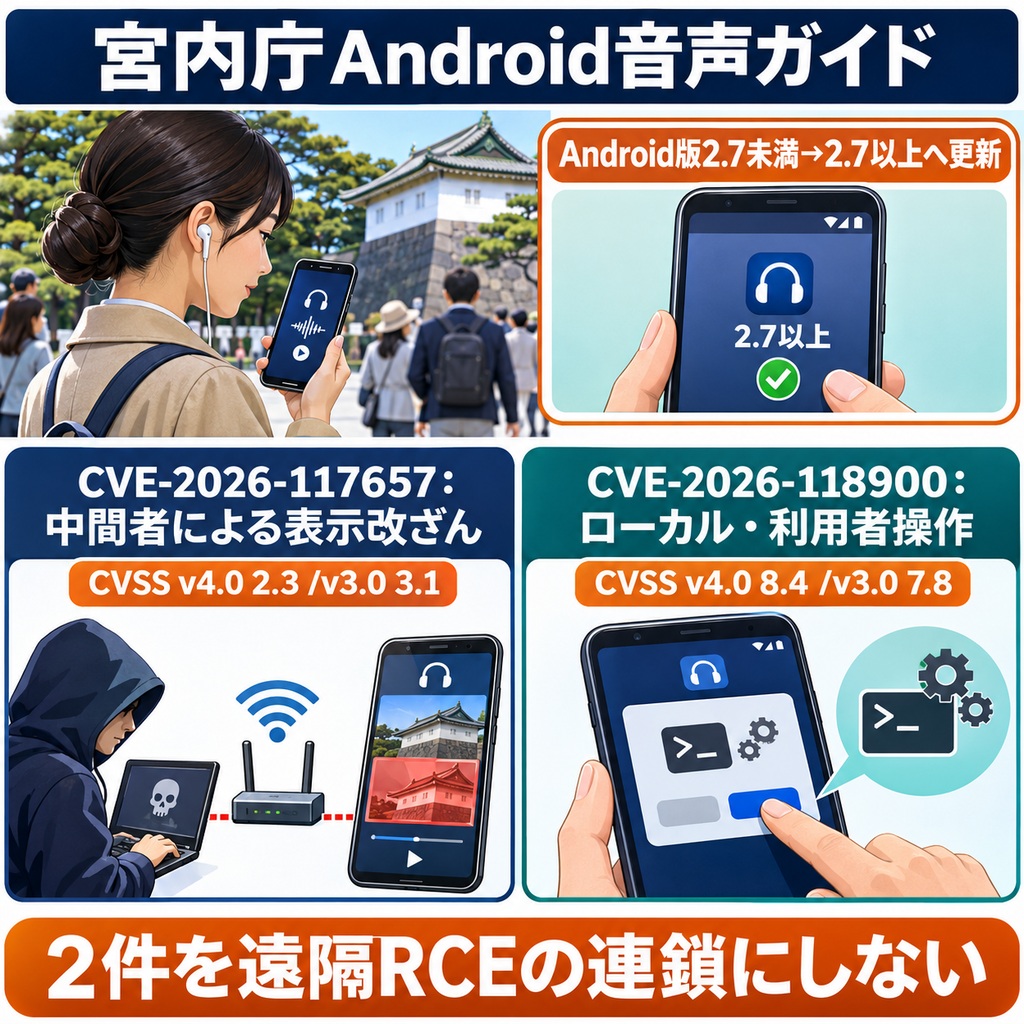 宮内庁Android音声ガイド
Android版2.7未満→2.7以上へ更新
2.7以上
CVE-2026-117657：
中間者による表示改ざん
CVSS v4.0 2.3 /v3.0 3.1
CVE-2026-118900：
ローカル・利用者操作
CVSS v4.0 8.4 /v3.0 7.8
>_
>_
2件を遠隔RCEの連鎖にしない